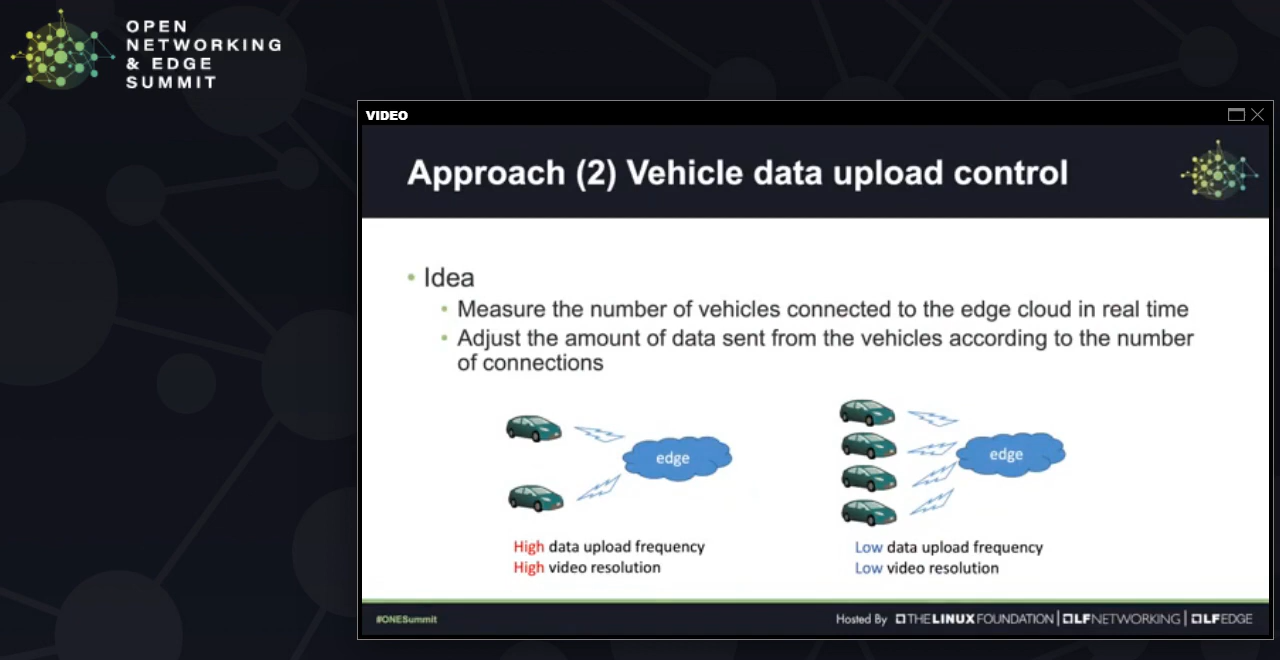 OPEN
NETWORKING
& EDGE
SUMMIT
VIDEO
Approach (2) Vehicle data upload control
• Idea
• Measure the number of vehicles connected to the edge cloud in real time
• Adjust the amount of data sent from the vehicles according to the number
of connections
edge
edge
High data upload frequency
High video resolution
Low data upload frequency
Low video resolution
#ONESummit
Hosted By THE LINUX FOUNDATION | LFNETWORKING | LFEDGE